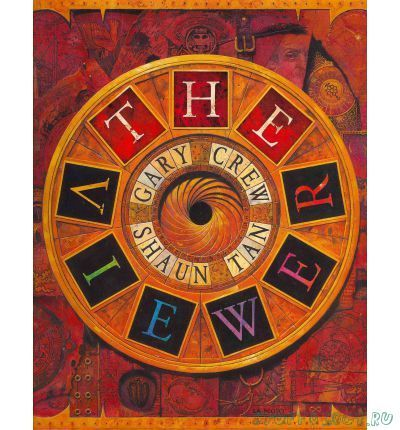 THE
VIEWER
GARY CREW
SHAUN TAN